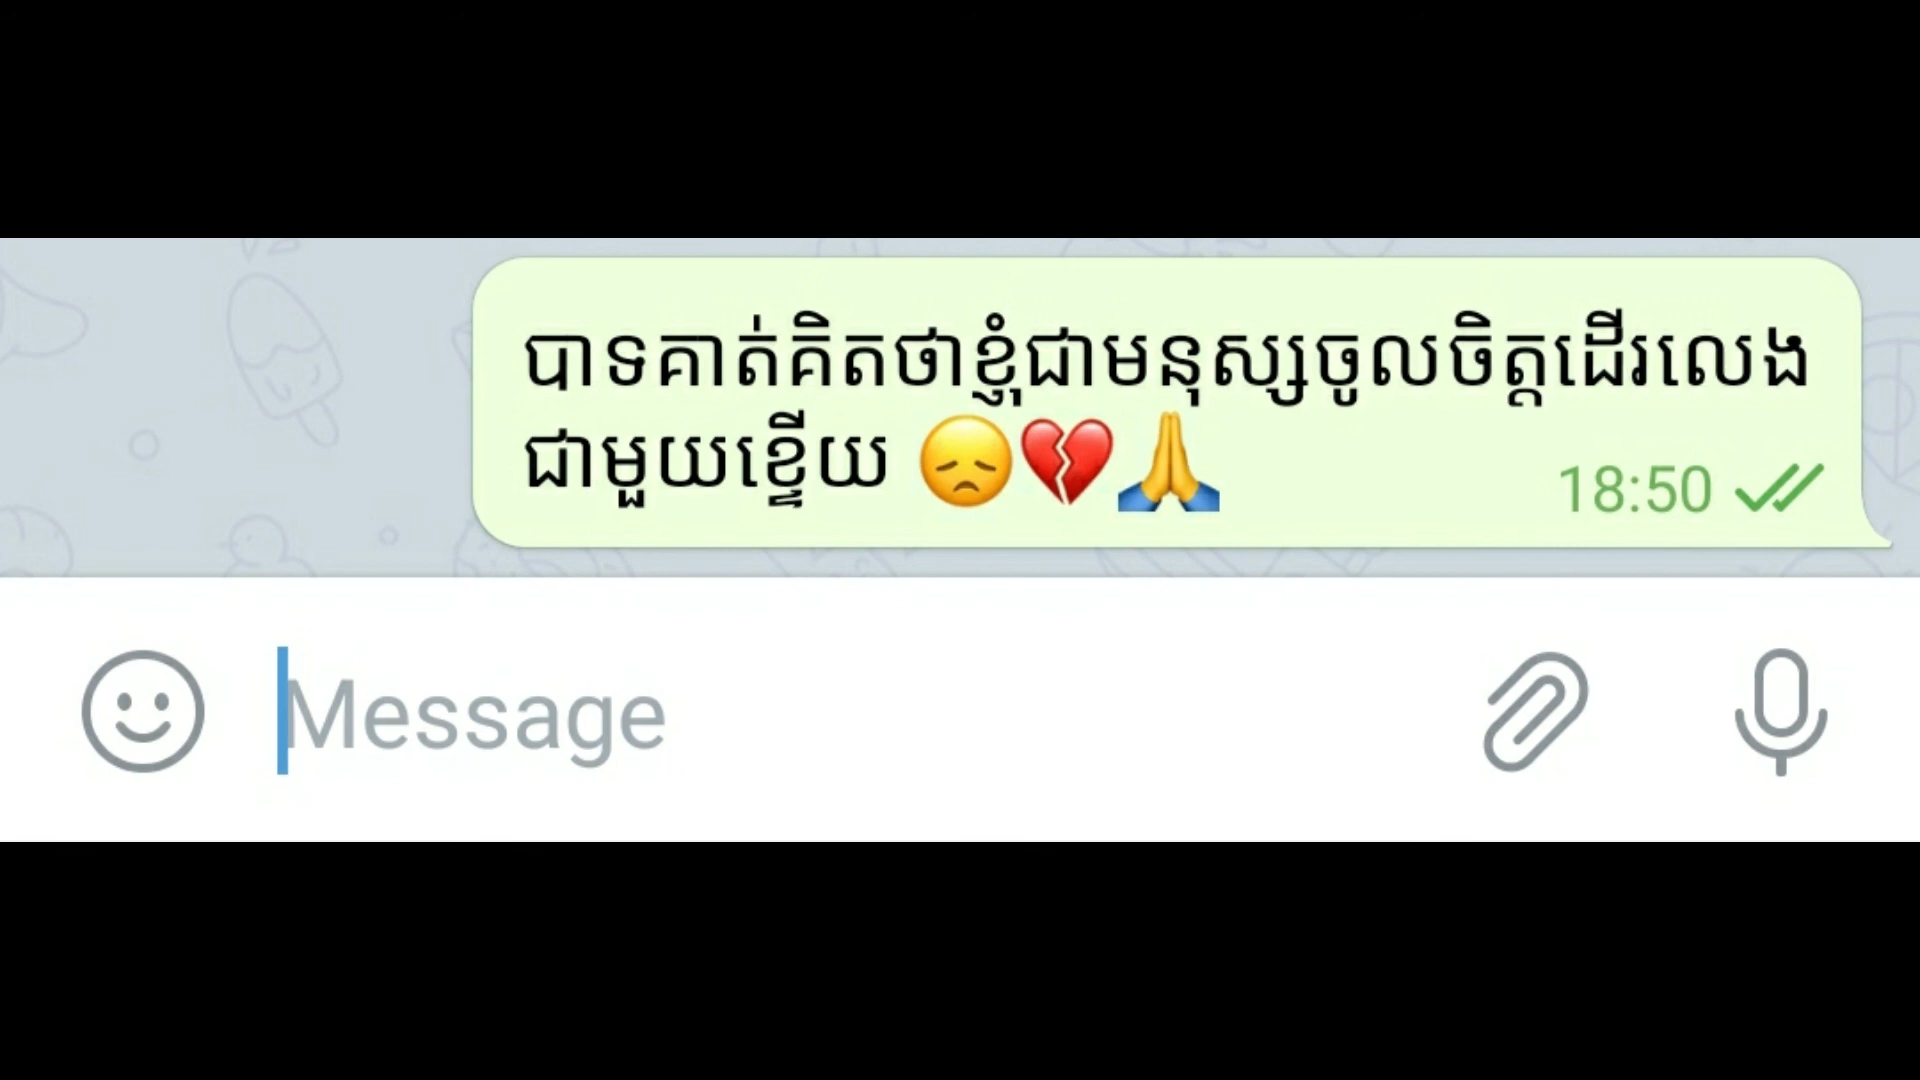 បាទគាត់គិតថាខ្ញុំជាមនុស្សចូលចិត្តដើរលេង
ជាមួយខ្ទើយ 😞💔🙏
18:50
Message